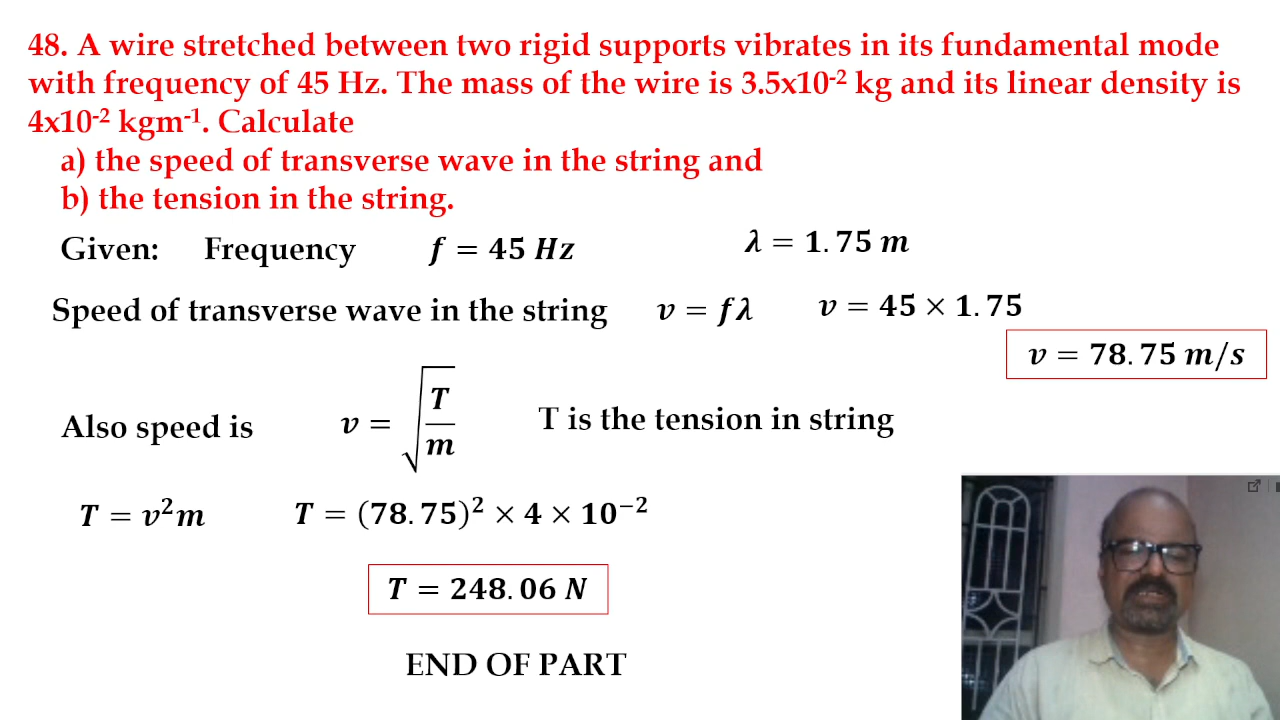 48. A wire stretched between two rigid supports vibrates in its fundamental mode
with frequency of 45 Hz. The mass of the wire is 3.5x10⁻² kg and its linear density is
4x10⁻² kgm⁻¹. Calculate
a) the speed of transverse wave in the string and
b) the tension in the string.
Given: Frequency f = 45 Hz λ = 1.75 m
Speed of transverse wave in the string v = fλ v = 45 × 1.75
v = 78.75 m/s
Also speed is v = √(T/m) T is the tension in string
T = v²m T = (78.75)² × 4 × 10⁻²
T = 248.06 N
END OF PART